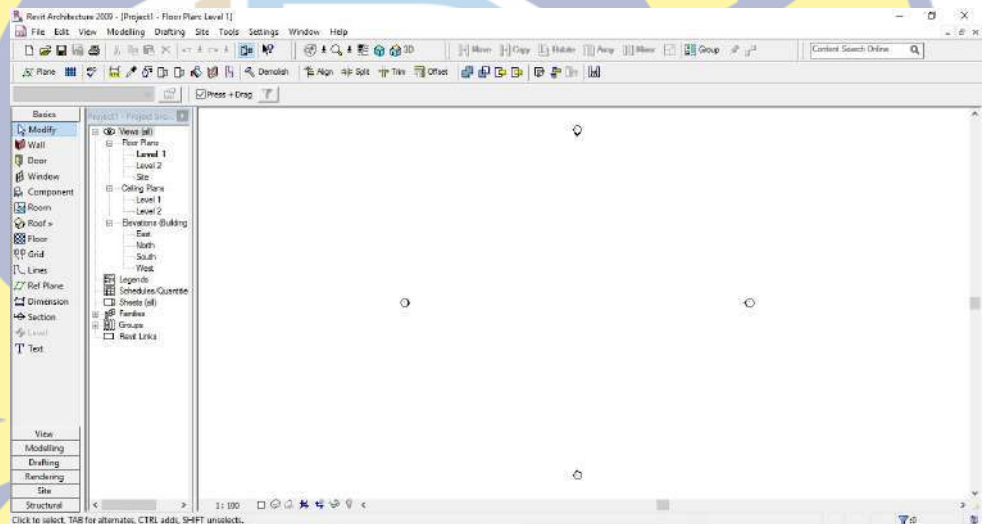 Revit Architecture 2009 - [Project1 - Floor Plan: Level 1]
File Edit View Modelling Drafting Site Tools Settings Window Help
3D Move Copy Rotate Array Mirror Group Content Search Online
Plane Demolish Align Split Trim Offset
Press + Drag
Basics
Modify
Wall
Door
Window
Component
Room
Roof »
Floor
Grid
Lines
Ref Plane
Dimension
Section
Level
Text
View
Modelling
Drafting
Rendering
Site
Structural
Project1 - Project
Views (all)
Floor Plans
Level 1
Level 2
Site
Ceiling Plans
Level 1
Level 2
Elevations (Building
East
North
South
West
Legends
Schedules/Quantitie
Sheets (all)
Families
Groups
Revit Links
1 : 100
Click to select, TAB for alternates, CTRL adds, SHIFT unselects.
:0